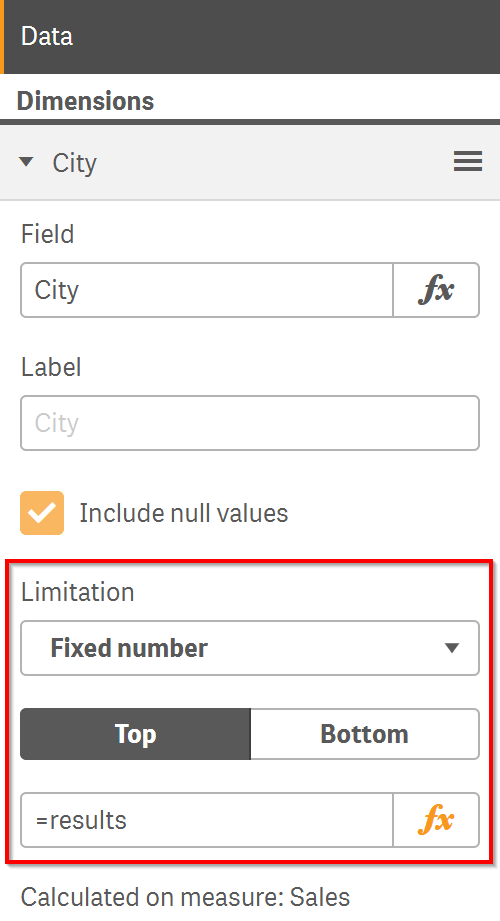 Data
Dimensions
City
Field
City fx
Label
City
Include null values
Limitation
Fixed number
Top Bottom
=results fx
Calculated on measure: Sales